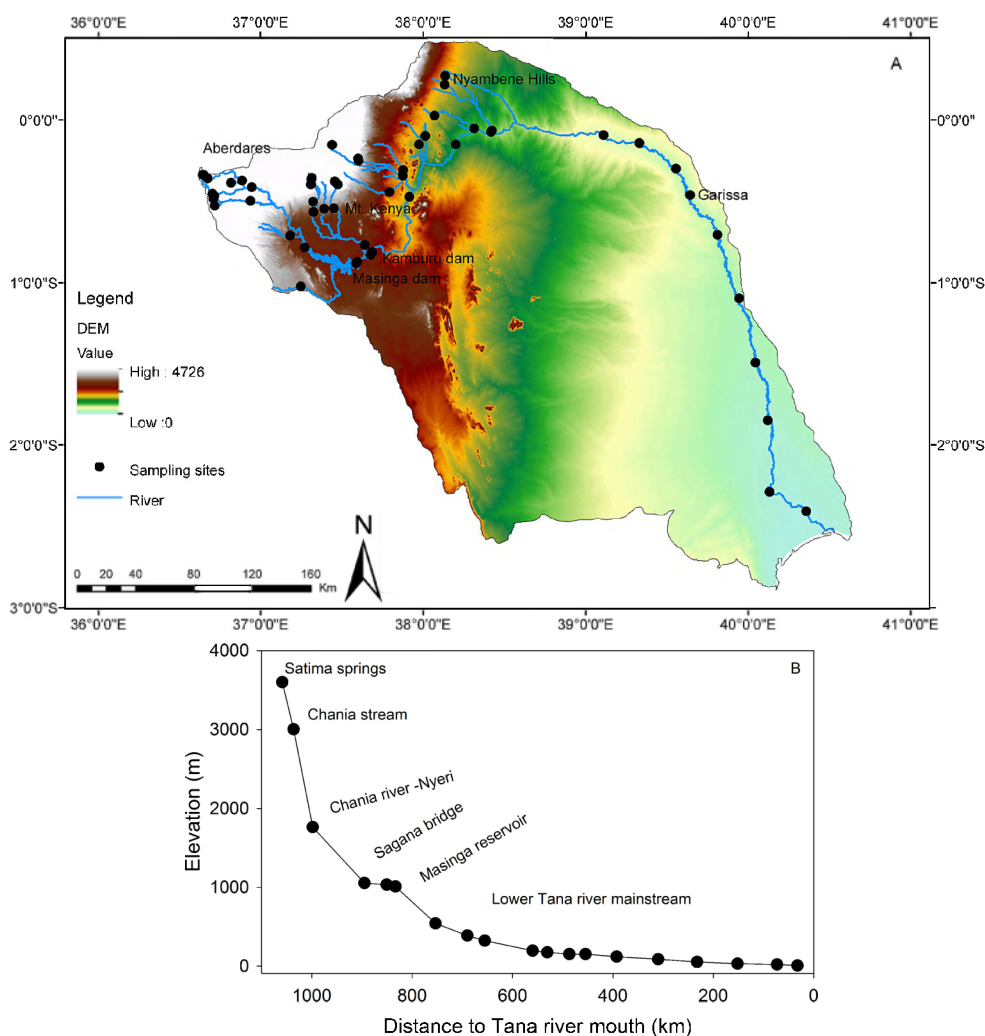 36°0'0"E 37°0'0"E 38°0'0"E 39°0'0"E 40°0'0"E 41°0'0"E
A
Nyambene Hills
0°0'0" 0°0'0"
Aberdares
Garissa
Mt. Kenya
Kamburu dam
Masinga dam
1°0'0"S 1°0'0"S
Legend
DEM
Value
High : 4726
Low :0
2°0'0"S 2°0'0"S
Sampling sites
River
N
0 20 40 80 120 160
Km
3°0'0"S 3°0'0"S
36°0'0"E 37°0'0"E 38°0'0"E 39°0'0"E 40°0'0"E 41°0'0"E
4000
Satima springs B
Chania stream
3000
Chania river -Nyeri
2000
Sagana bridge
Masinga reservoir
1000
Lower Tana river mainstream
0
Elevation (m)
1000 800 600 400 200 0
Distance to Tana river mouth (km)